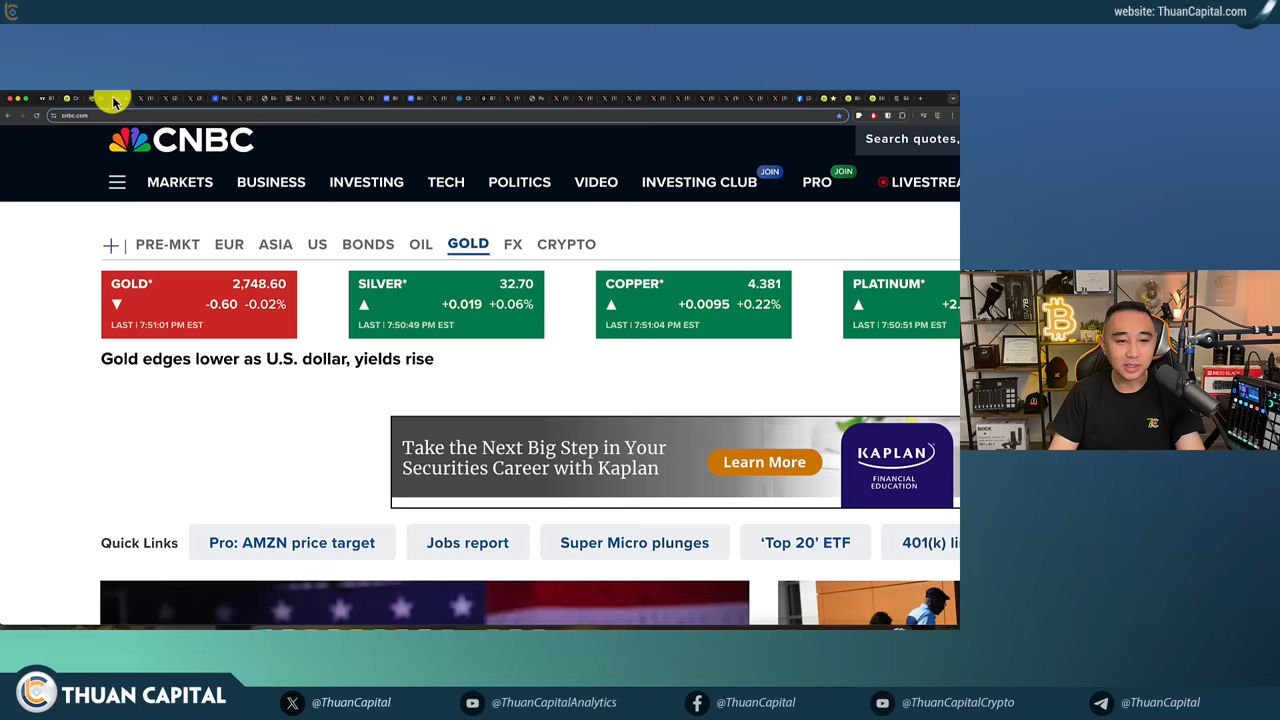 website: ThuanCapital.com
cnbc.com
CNBC
Search quotes,
MARKETS BUSINESS INVESTING TECH POLITICS VIDEO INVESTING CLUB JOIN PRO JOIN LIVESTREA
+ | PRE-MKT EUR ASIA US BONDS OIL GOLD FX CRYPTO
GOLD* 2,748.60
▼ -0.60 -0.02%
LAST | 7:51:01 PM EST
SILVER* 32.70
▲ +0.019 +0.06%
LAST | 7:50:49 PM EST
COPPER* 4.381
▲ +0.0095 +0.22%
LAST | 7:51:04 PM EST
PLATINUM*
▲ +2.
LAST | 7:50:51 PM EST
Gold edges lower as U.S. dollar, yields rise
Take the Next Big Step in Your
Securities Career with Kaplan
Learn More
KAPLAN
FINANCIAL
EDUCATION
Quick Links Pro: AMZN price target Jobs report Super Micro plunges ‘Top 20’ ETF 401(k) li
RODE
THUAN CAPITAL
@ThuanCapital @ThuanCapitalAnalytics @ThuanCapital @ThuanCapitalCrypto @ThuanCapital